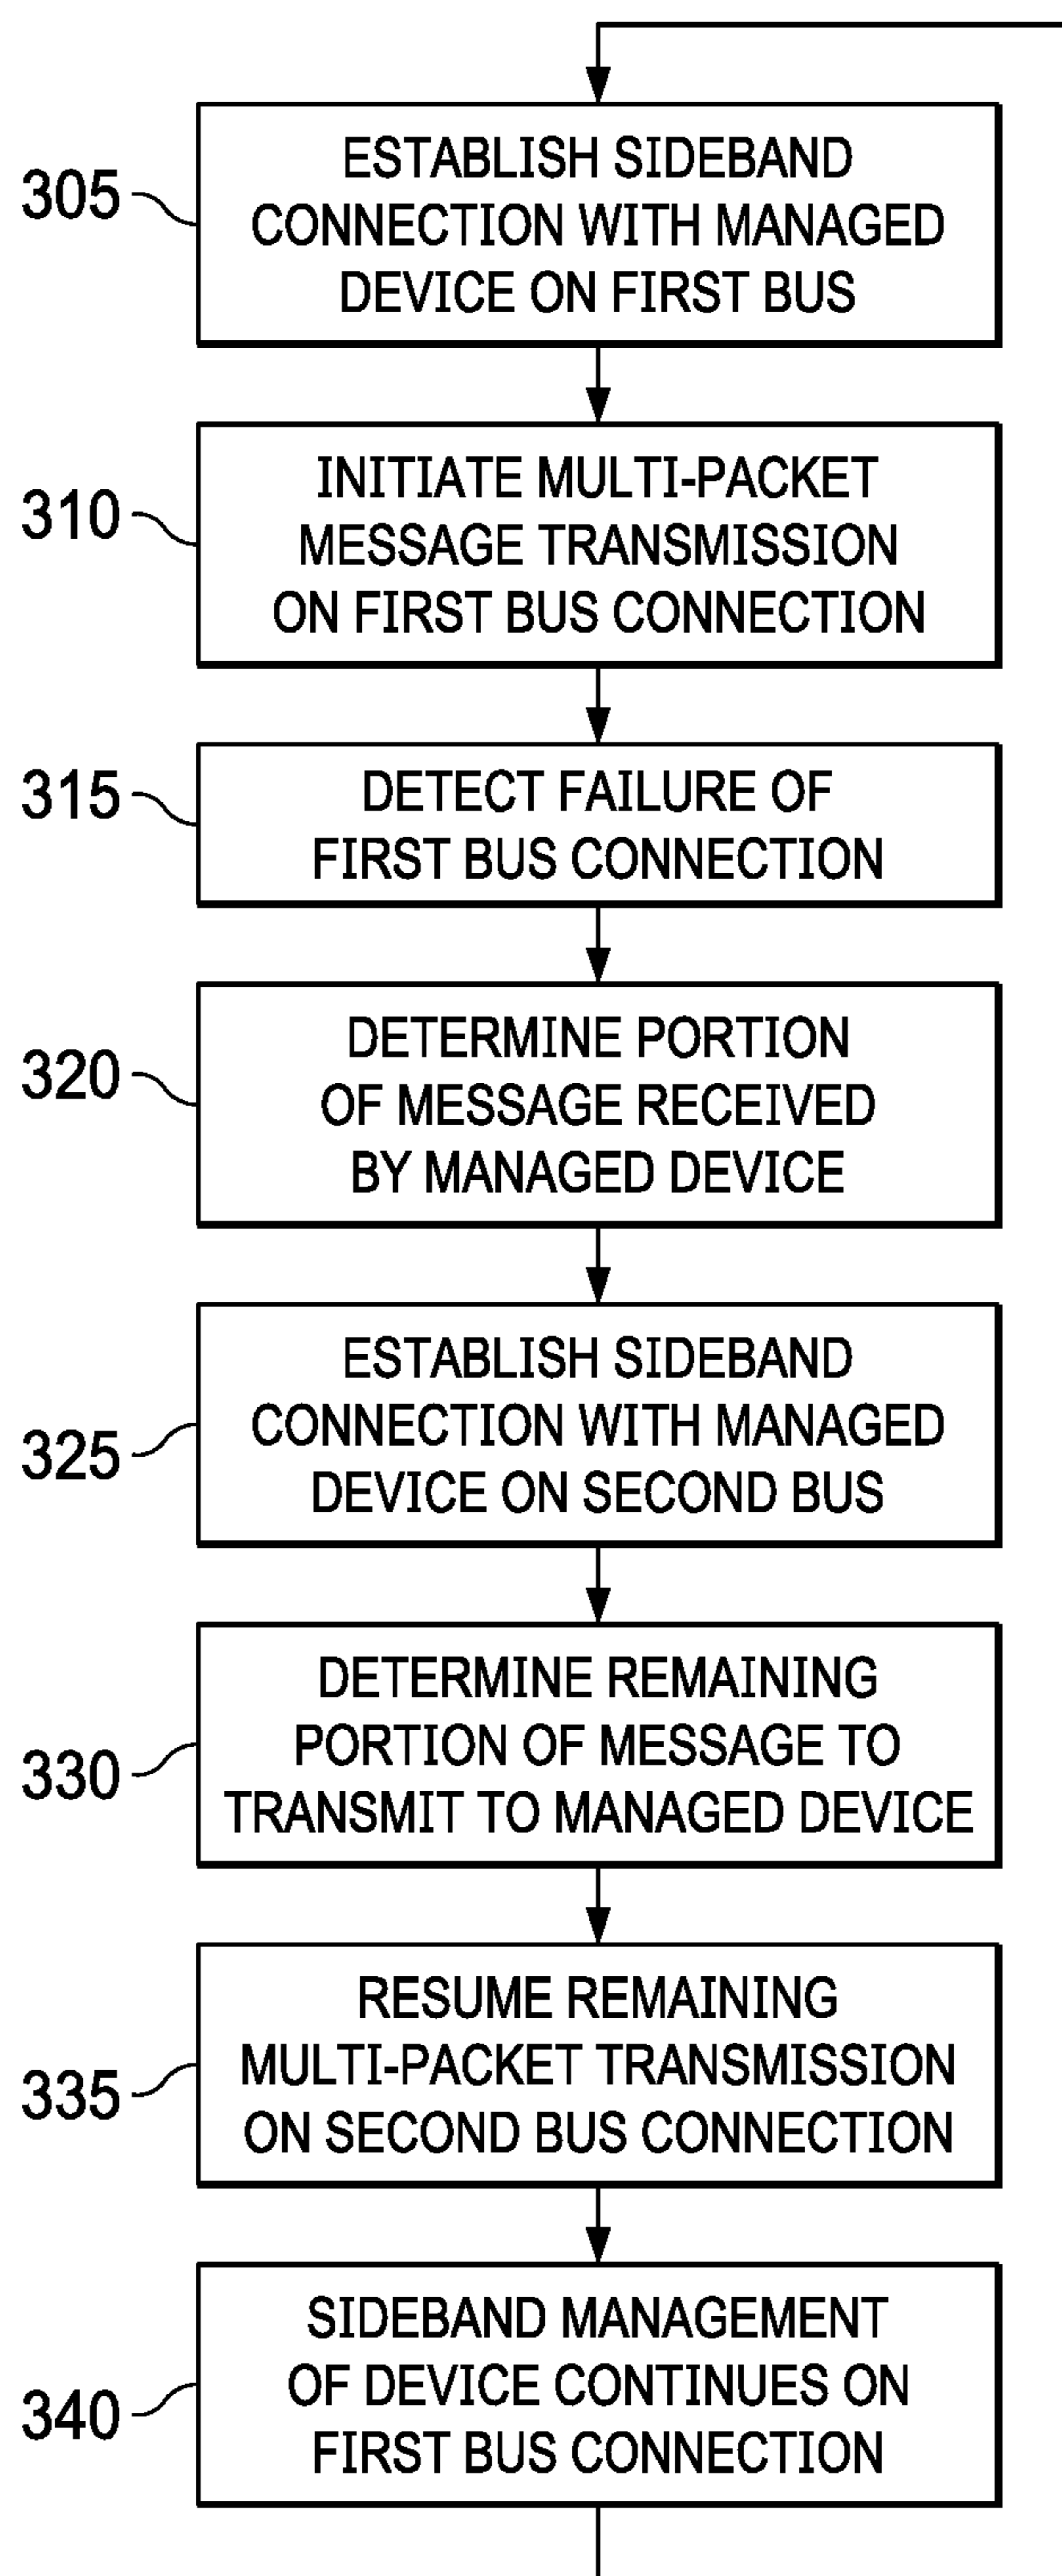 305
ESTABLISH SIDEBAND
CONNECTION WITH MANAGED
DEVICE ON FIRST BUS
310
INITIATE MULTI-PACKET
MESSAGE TRANSMISSION
ON FIRST BUS CONNECTION
315
DETECT FAILURE OF
FIRST BUS CONNECTION
320
DETERMINE PORTION
OF MESSAGE RECEIVED
BY MANAGED DEVICE
325
ESTABLISH SIDEBAND
CONNECTION WITH MANAGED
DEVICE ON SECOND BUS
330
DETERMINE REMAINING
PORTION OF MESSAGE TO
TRANSMIT TO MANAGED DEVICE
335
RESUME REMAINING
MULTI-PACKET TRANSMISSION
ON SECOND BUS CONNECTION
340
SIDEBAND MANAGEMENT
OF DEVICE CONTINUES ON
FIRST BUS CONNECTION